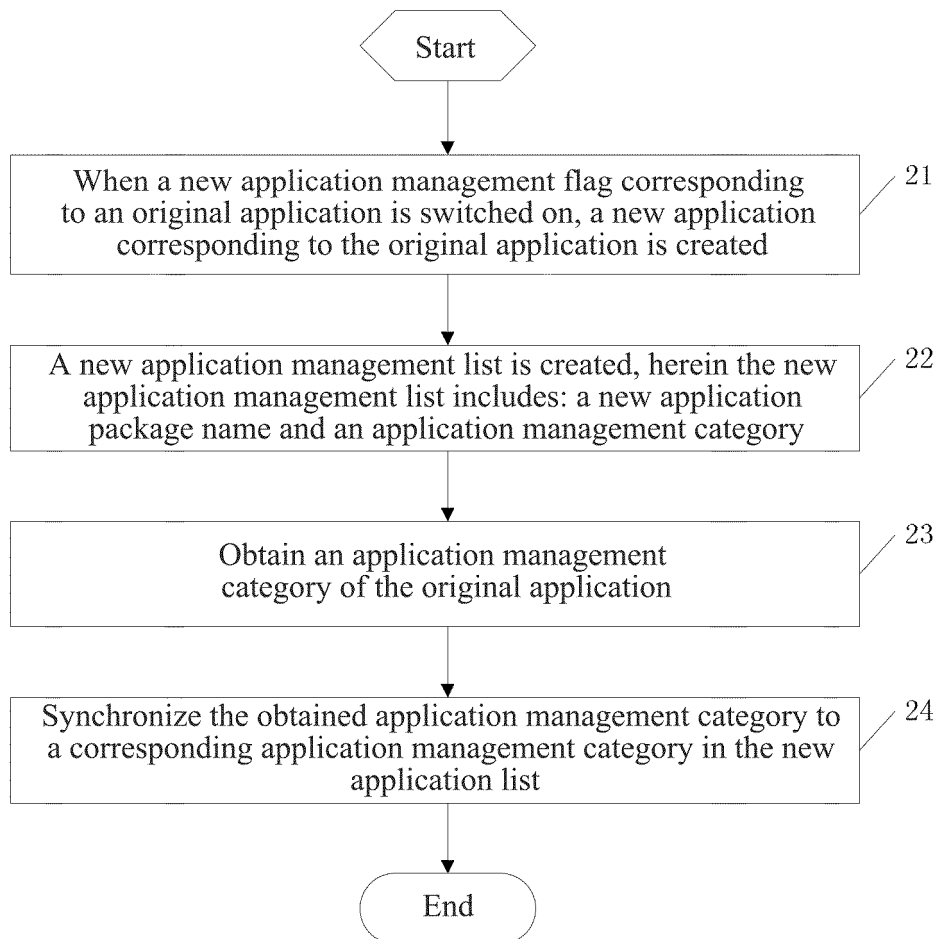 Start
When a new application management flag corresponding
to an original application is switched on, a new application
corresponding to the original application is created
21
A new application management list is created, herein the new
application management list includes: a new application
package name and an application management category
22
Obtain an application management
category of the original application
23
Synchronize the obtained application management category to
a corresponding application management category in the new
application list
24
End